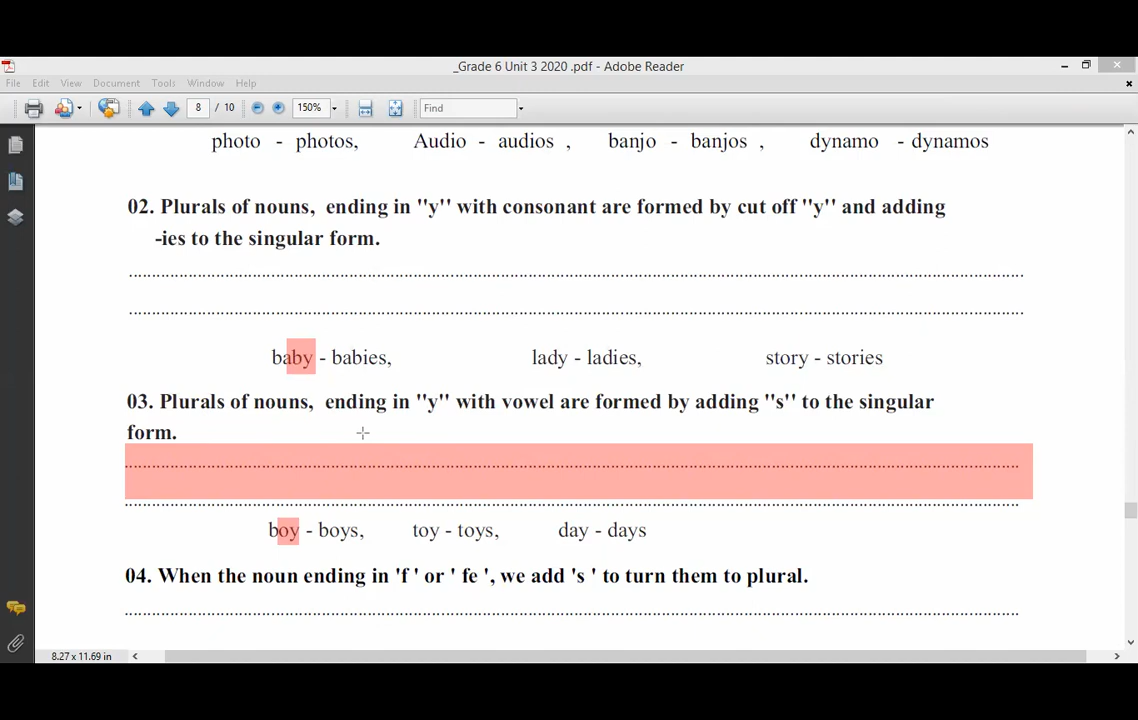 _Grade 6 Unit 3 2020 .pdf - Adobe Reader
File Edit View Document Tools Window Help
8 / 10 150% Find
photo - photos, Audio - audios , banjo - banjos , dynamo - dynamos
02. Plurals of nouns, ending in "y" with consonant are formed by cut off "y" and adding
-ies to the singular form.
baby - babies, lady - ladies, story - stories
03. Plurals of nouns, ending in "y" with vowel are formed by adding "s" to the singular
form.
boy - boys, toy - toys, day - days
04. When the noun ending in 'f ' or ' fe ', we add 's ' to turn them to plural.
8.27 x 11.69 in